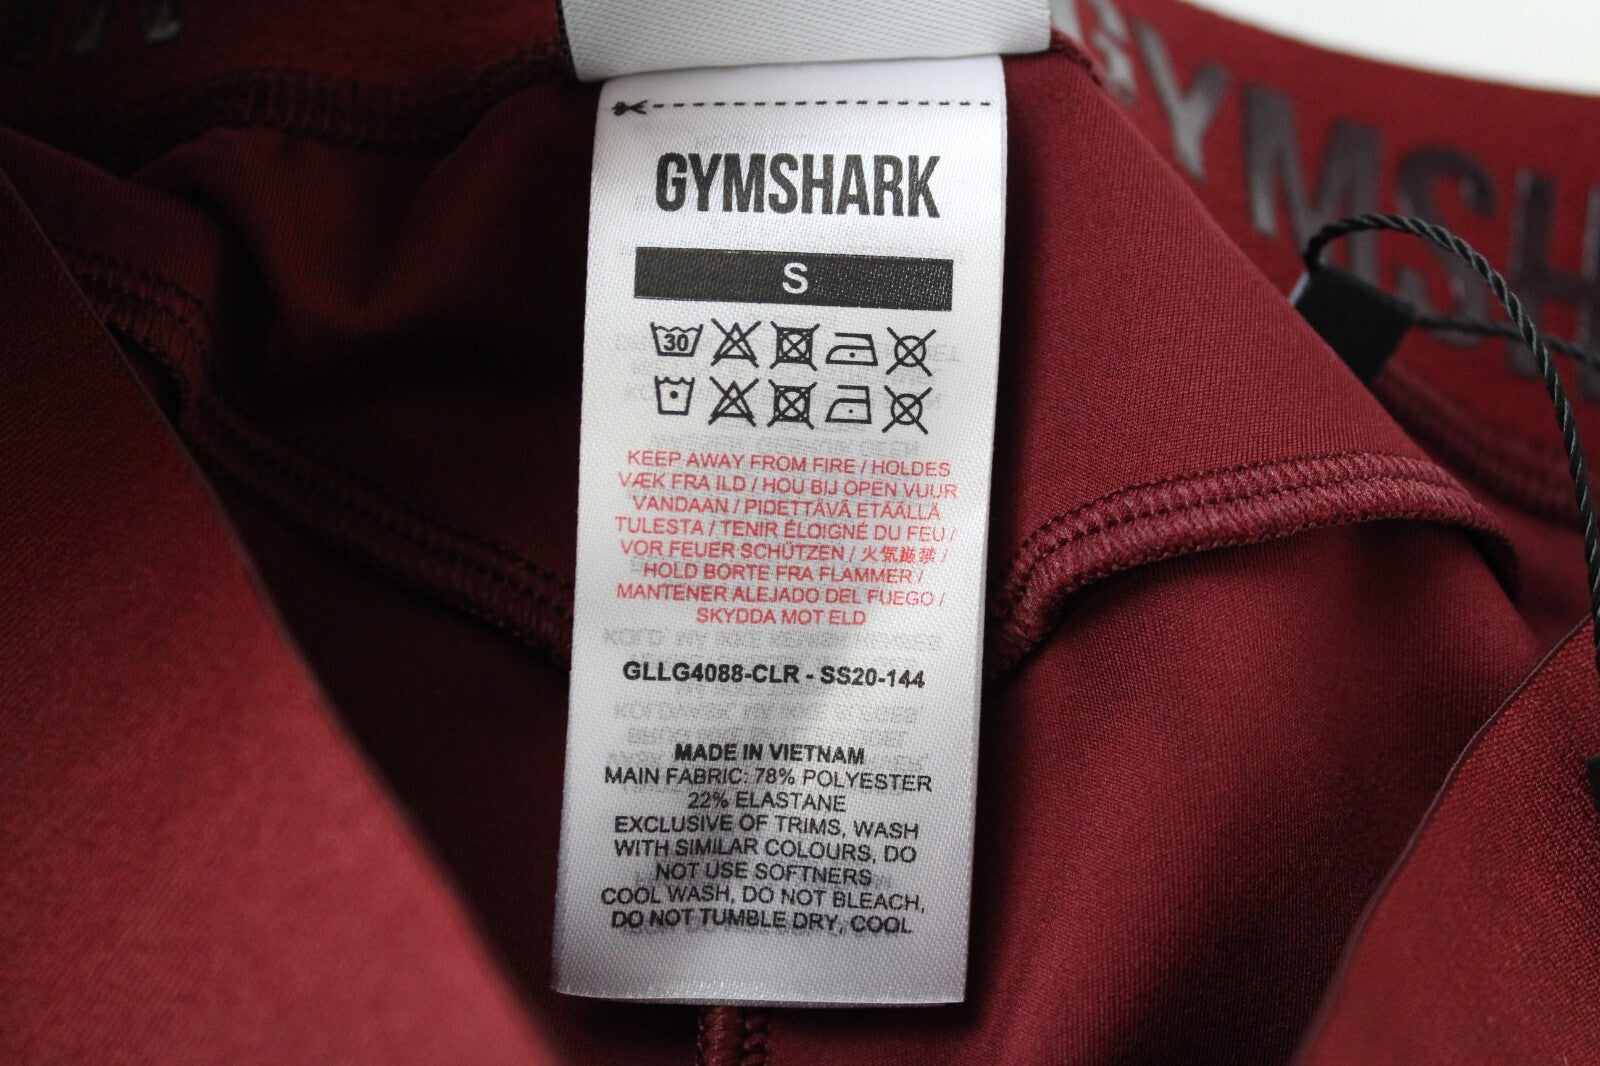 GYMSHARK
GYMSH
S
30
KEEP AWAY FROM FIRE / HOLDES
VÆK FRA ILD / HOU BIJ OPEN VUUR
VANDAAN / PIDETTÄVÄ ETÄÄLLÄ
TULESTA / TENIR ÉLOIGNÉ DU FEU /
VOR FEUER SCHÜTZEN / 火気厳禁 /
HOLD BORTE FRA FLAMMER /
MANTENER ALEJADO DEL FUEGO /
SKYDDA MOT ELD
GLLG4088-CLR - SS20-144
MADE IN VIETNAM
MAIN FABRIC: 78% POLYESTER
22% ELASTANE
EXCLUSIVE OF TRIMS, WASH
WITH SIMILAR COLOURS, DO
NOT USE SOFTNERS
COOL WASH, DO NOT BLEACH,
DO NOT TUMBLE DRY, COOL